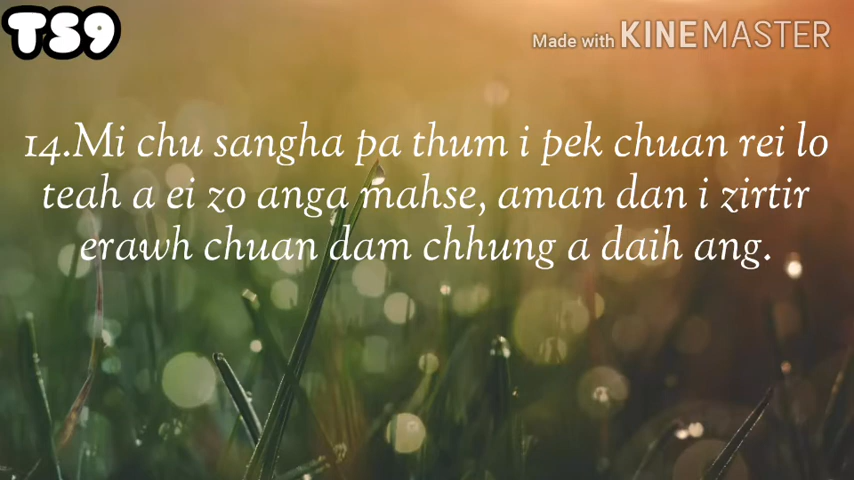 TS9
Made with KINEMASTER
14.Mi chu sangha pa thum i pek chuan rei lo
teah a ei zo anga mahse, aman dan i zirtir
erawh chuan dam chhung a daih ang.